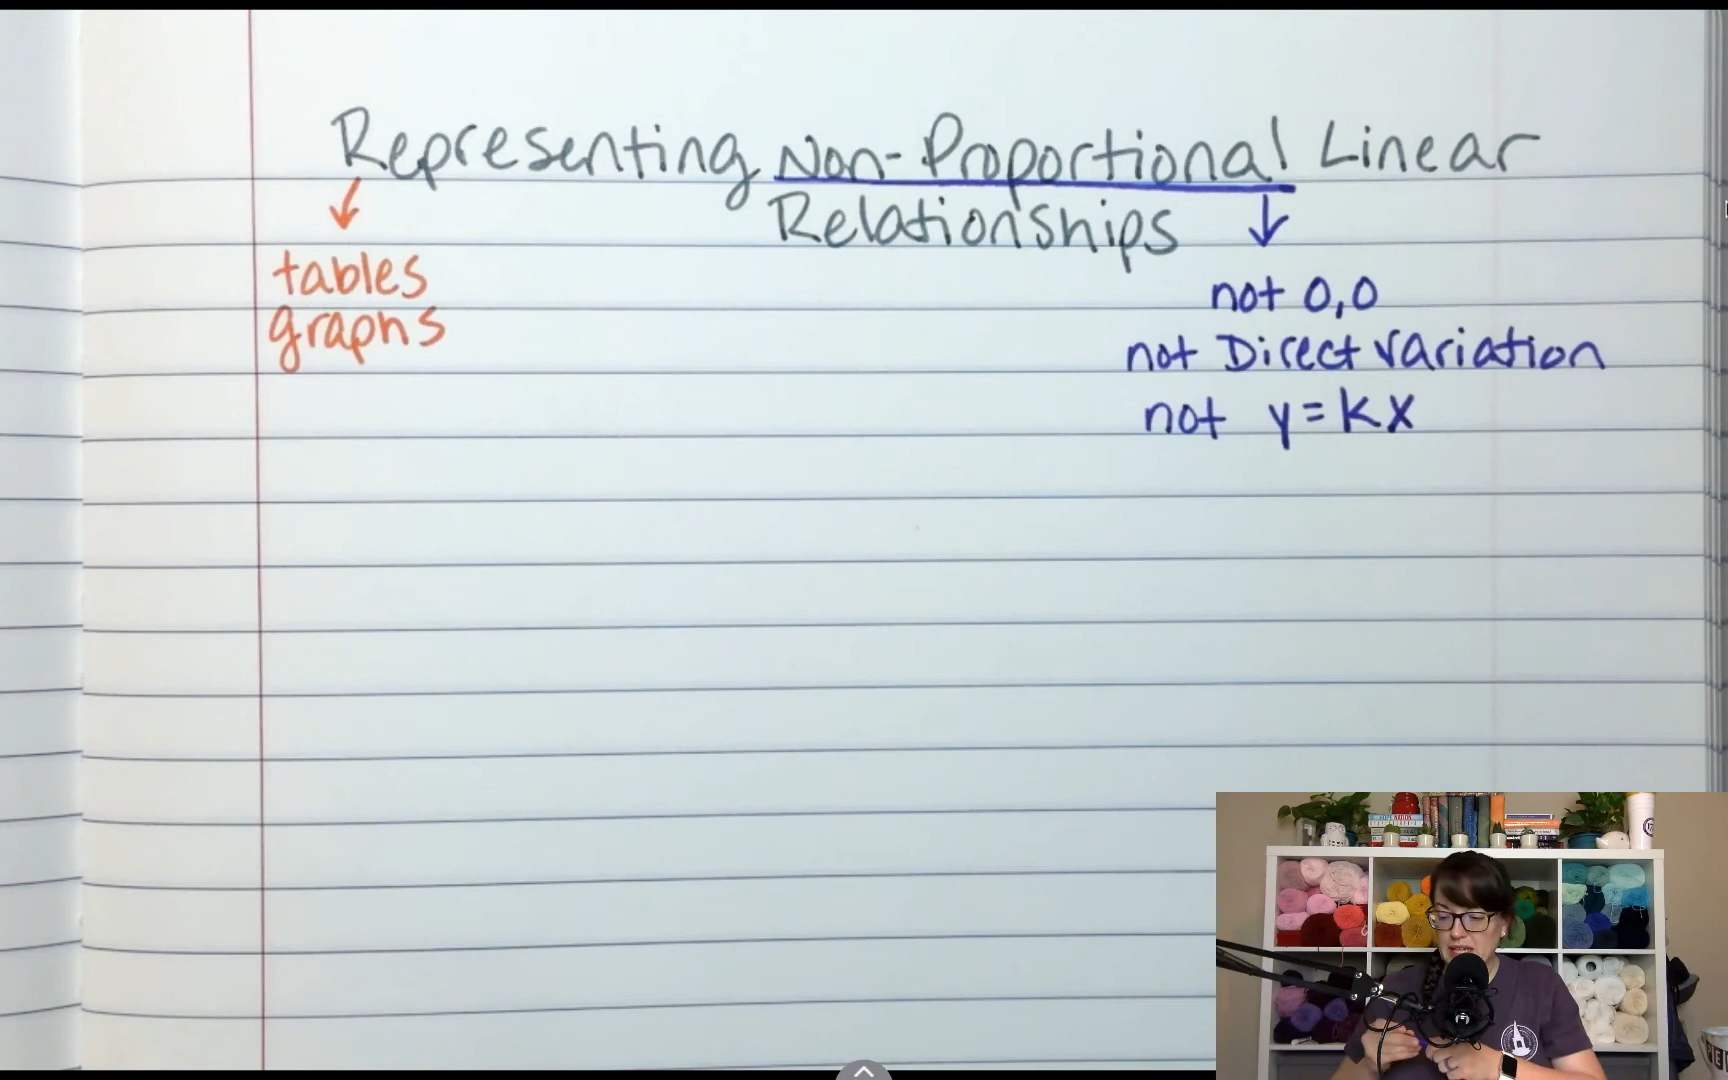 Representing Non-Proportional Linear
Relationships
tables
graphs
not 0,0
not Direct variation
not y = kx